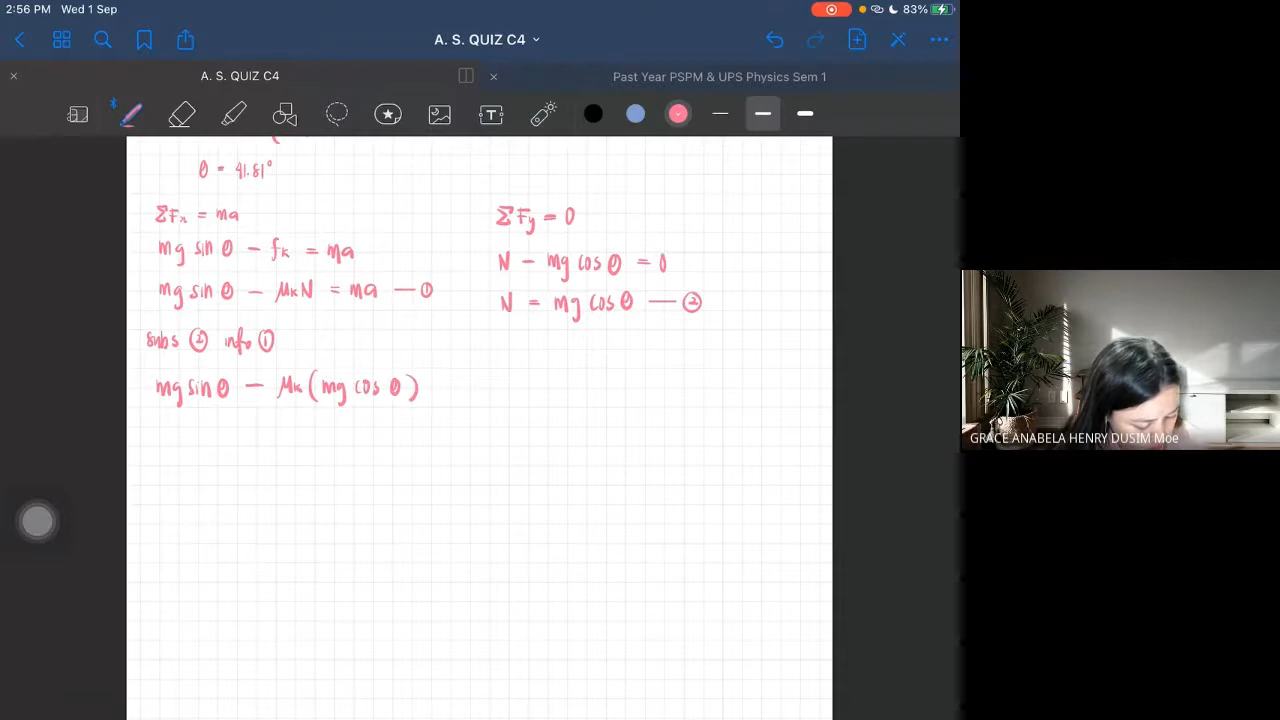 2:56 PM Wed 1 Sep
83%
A. S. QUIZ C4
A. S. QUIZ C4
Past Year PSPM & UPS Physics Sem 1
θ = 41.81°
ΣFx = ma
mg sin θ - fk = ma
mg sin θ - μkN = ma — ①
subs ② into ①
mg sin θ - μk(mg cos θ)
ΣFy = 0
N - mg cos θ = 0
N = mg cos θ — ②
GRACE ANABELA HENRY DUSIM Moe